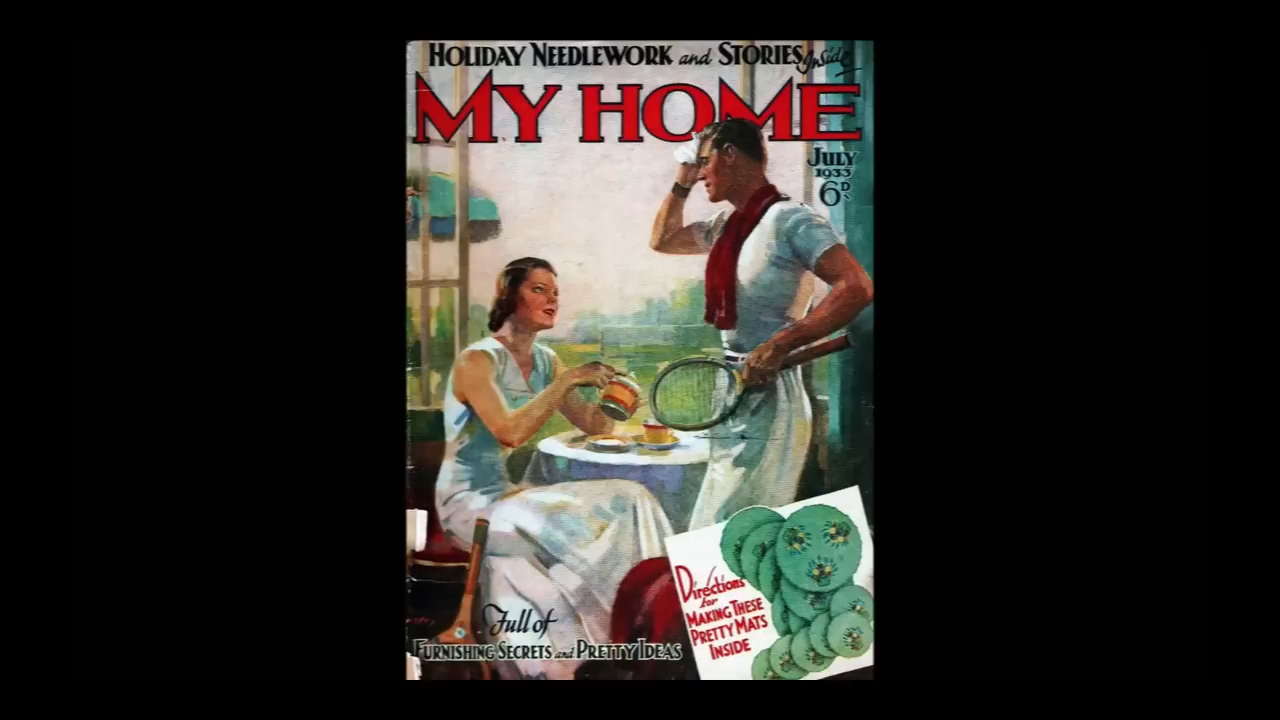 HOLIDAY NEEDLEWORK and STORIES Inside
MY HOME
JULY
1933
6D.
Directions
for
MAKING THESE
PRETTY MATS
INSIDE
Full of
FURNISHING SECRETS and PRETTY IDEAS